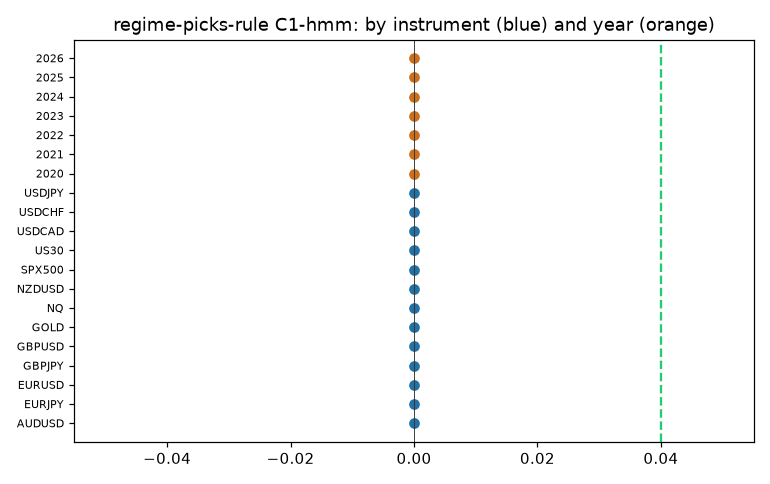 regime-picks-rule C1-hmm: by instrument (blue) and year (orange)
2026
2025
2024
2023
2022
2021
2020
USDJPY
USDCHF
USDCAD
US30
SPX500
NZDUSD
NQ
GOLD
GBPUSD
GBPJPY
EURUSD
EURJPY
AUDUSD
−0.04 −0.02 0.00 0.02 0.04